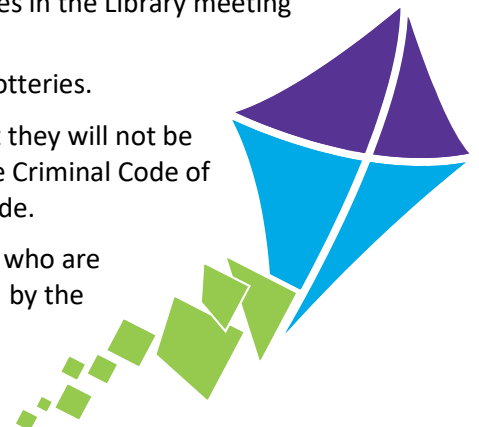 es in the Library meeting
otteries.
they will not be
e Criminal Code of
de.
who are
by the